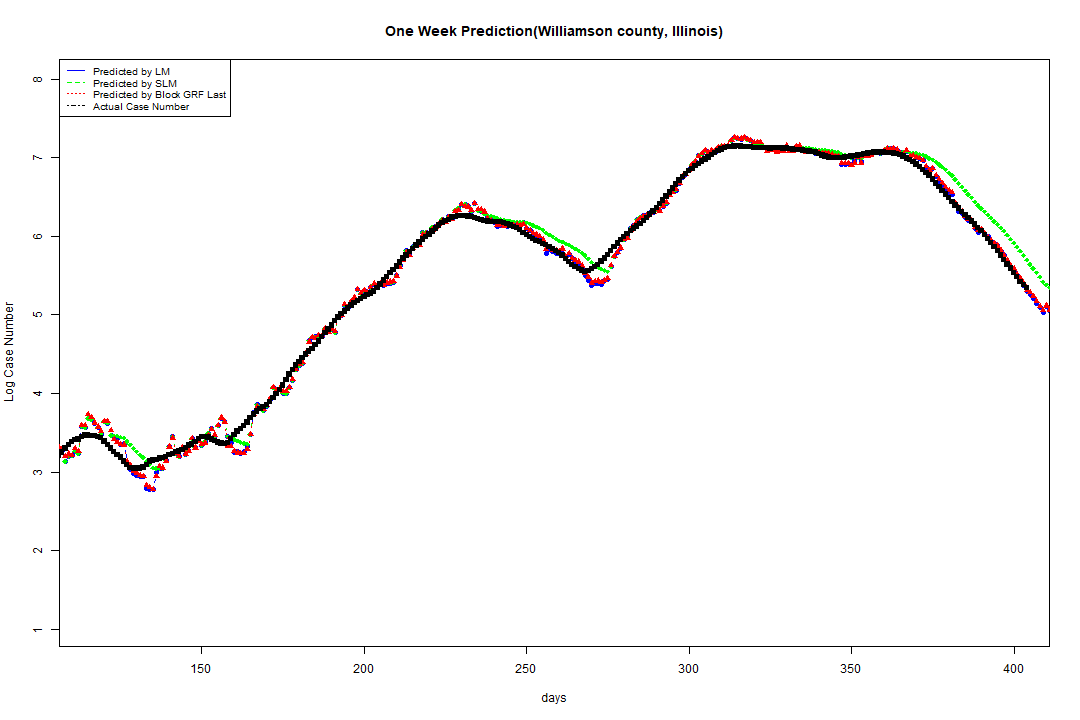 One Week Prediction(Williamson county, Illinois)
Predicted by LM
Predicted by SLM
Predicted by Block GRF Last
Actual Case Number
8
7
6
5
4
3
2
1
Log Case Number
150 200 250 300 350 400
days